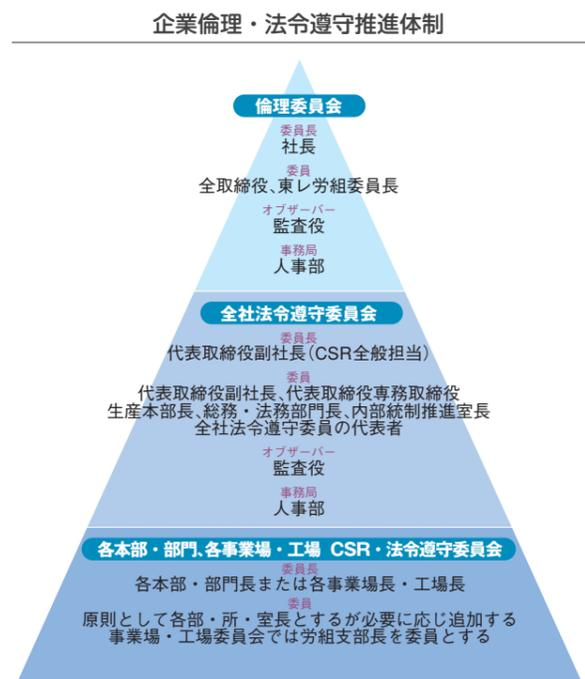 企業倫理・法令遵守推進体制
倫理委員会
委員長
社長
委員
全取締役、東レ労組委員長
オブザーバー
監査役
事務局
人事部
全社法令遵守委員会
委員長
代表取締役副社長（CSR全般担当）
委員
代表取締役副社長、代表取締役専務取締役
生産本部長、総務・法務部門長、内部統制推進室長
全社法令遵守委員の代表者
オブザーバー
監査役
事務局
人事部
各本部・部門、各事業場・工場 CSR・法令遵守委員会
委員長
各本部・部門長または各事業場長・工場長
委員
原則として各部・所・室長とするが必要に応じ追加する
事業場・工場委員会では労組支部長を委員とする